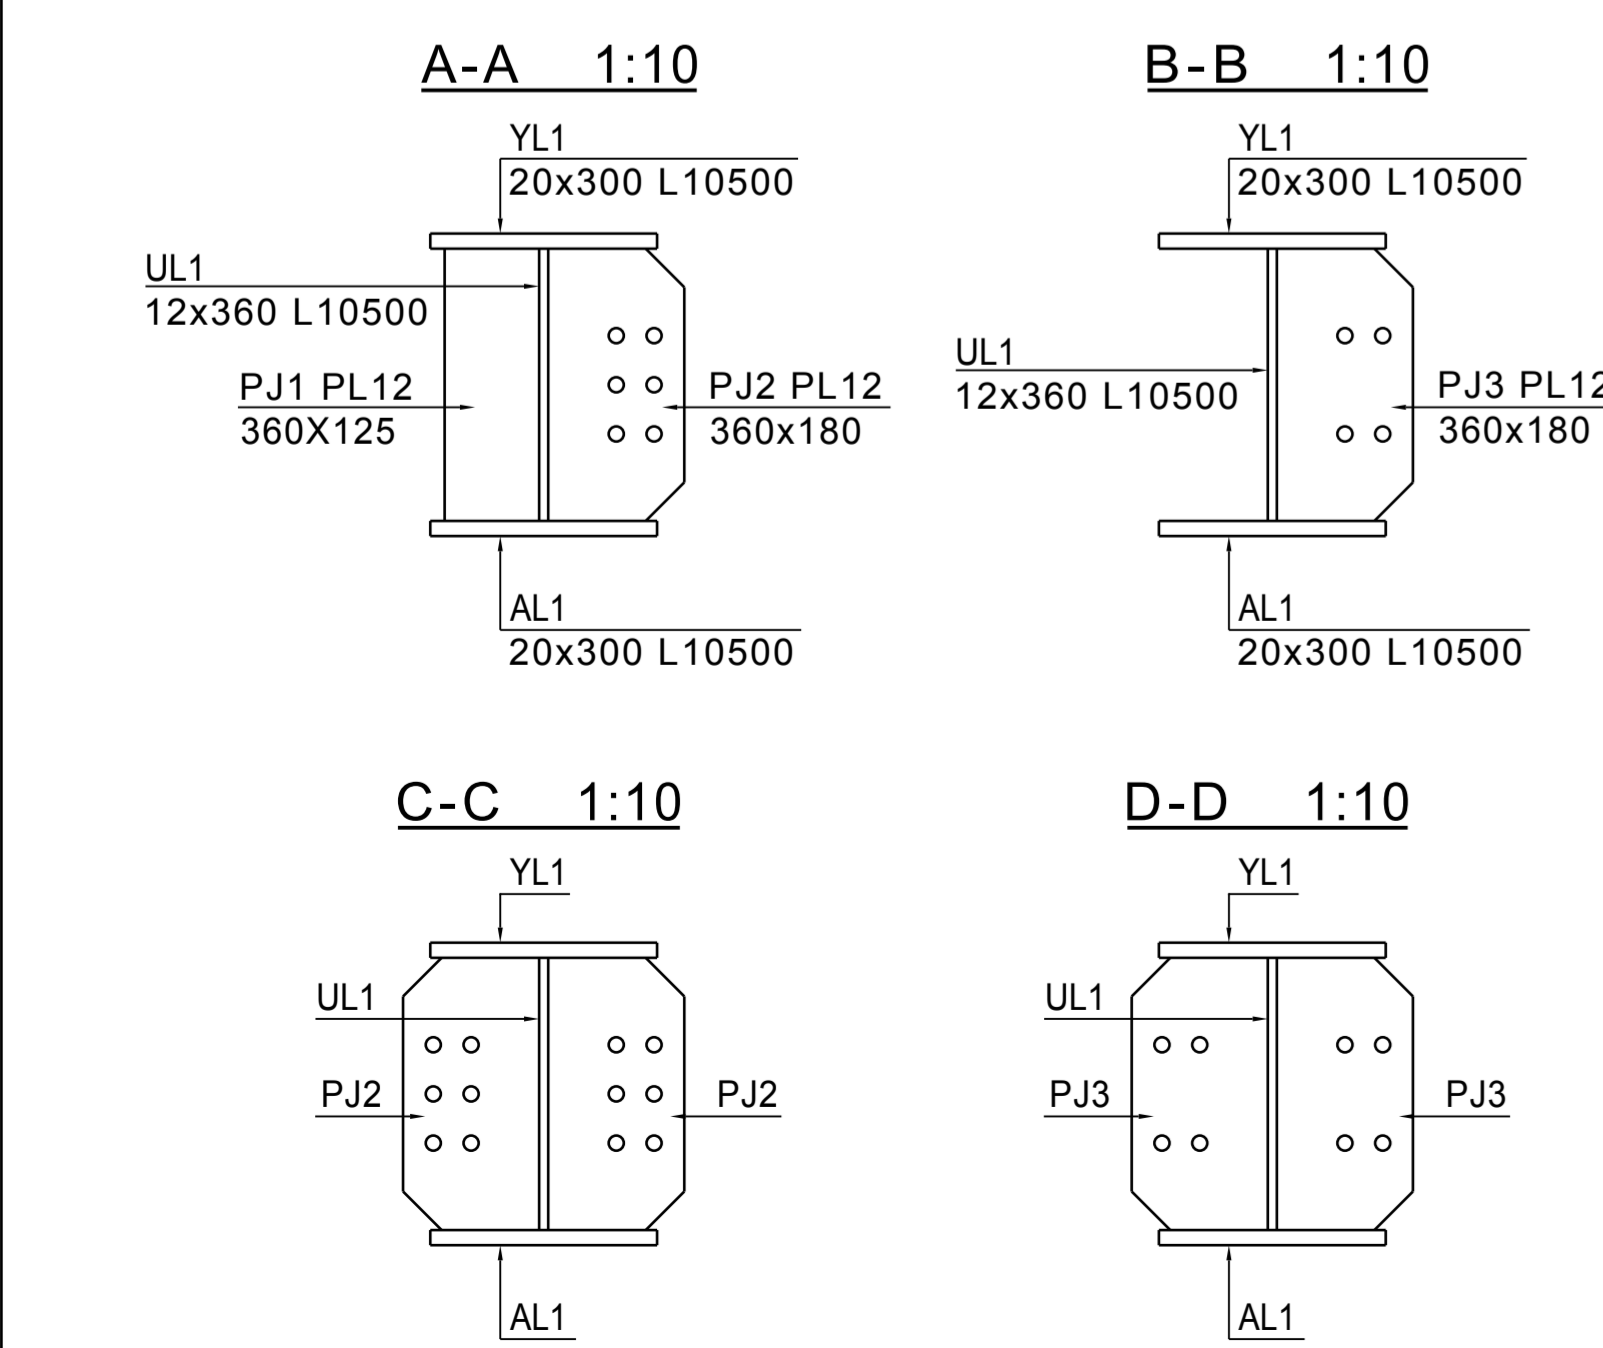 A-A 1:10
YL1
20x300 L10500
UL1
12x360 L10500
PJ1 PL12
360X125
PJ2 PL12
360x180
AL1
20x300 L10500
B-B 1:10
YL1
20x300 L10500
UL1
12x360 L10500
PJ3 PL12
360x180
AL1
20x300 L10500
C-C 1:10
YL1
UL1
PJ2
PJ2
AL1
D-D 1:10
YL1
UL1
PJ3
PJ3
AL1